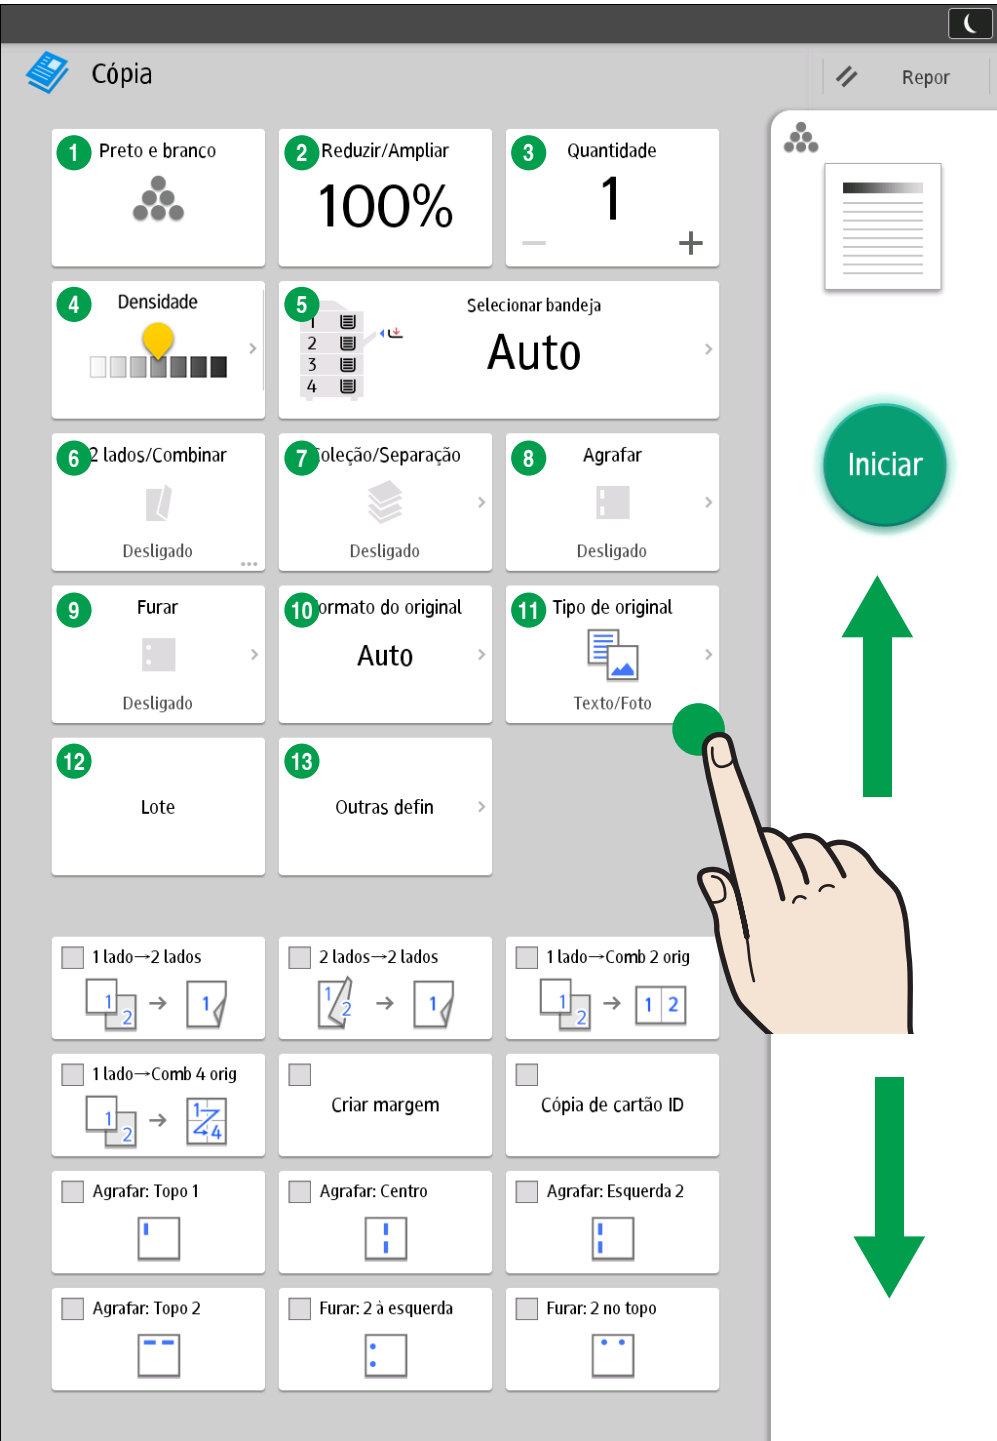 Cópia
Repor
1 Preto e branco
2 Reduzir/Ampliar
100%
3 Quantidade
1
4 Densidade
5 Selecionar bandeja
Auto
1
2
3
4
6 2 lados/Combinar
Desligado
7 oleção/Separação
Desligado
8 Agrafar
Desligado
Iniciar
9 Furar
Desligado
10 ormato do original
Auto
11 Tipo de original
Texto/Foto
12
Lote
13
Outras defin
1 lado→2 lados
1 2 → 1
2 lados→2 lados
1 2 → 1
1 lado→Comb 2 orig
1 2 → 1 2
1 lado→Comb 4 orig
1 2 → 1 4
Criar margem
Cópia de cartão ID
Agrafar: Topo 1
Agrafar: Centro
Agrafar: Esquerda 2
Agrafar: Topo 2
Furar: 2 à esquerda
Furar: 2 no topo